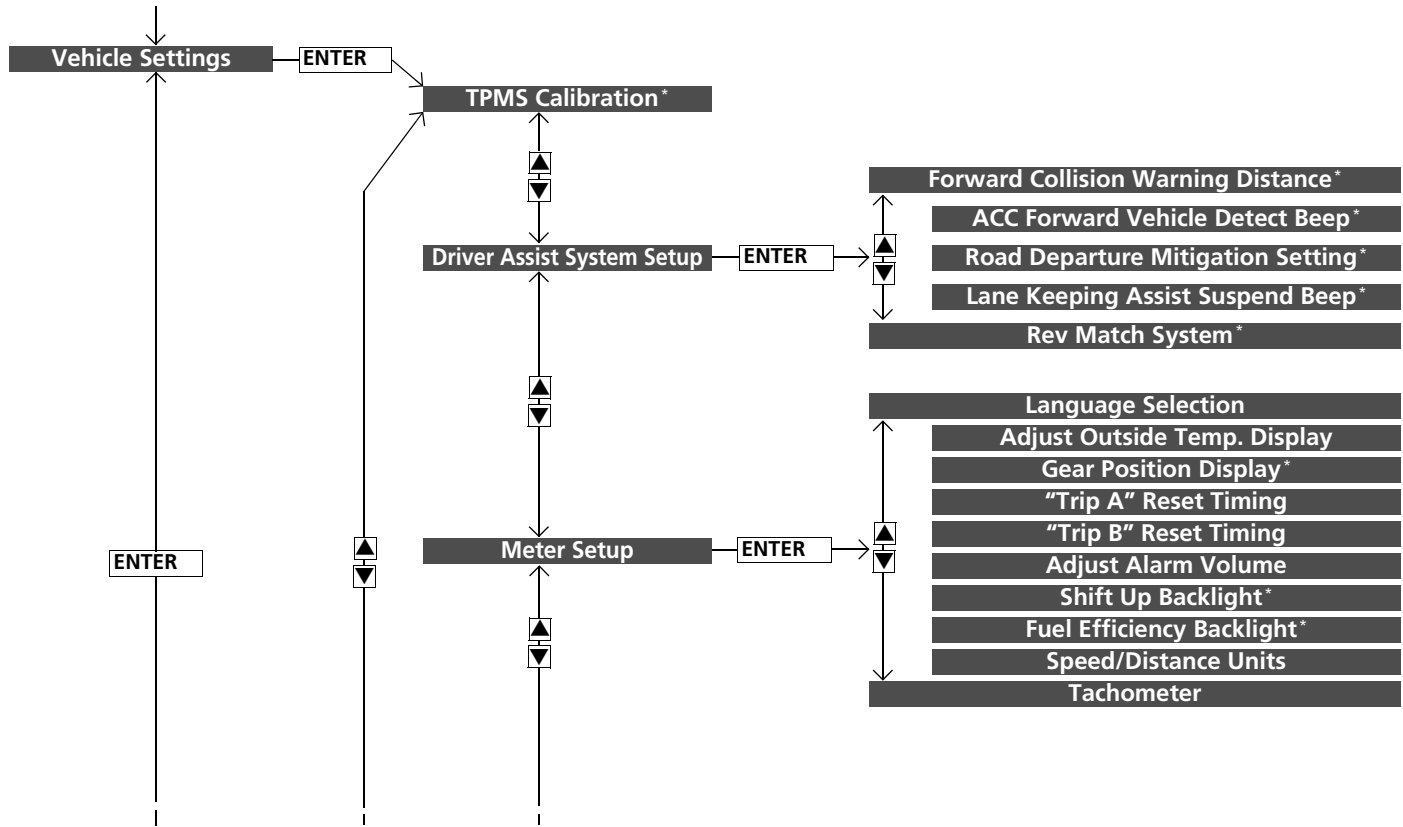 Vehicle Settings
ENTER
TPMS Calibration*
Forward Collision Warning Distance*
ACC Forward Vehicle Detect Beep*
Driver Assist System Setup
ENTER
Road Departure Mitigation Setting*
Lane Keeping Assist Suspend Beep*
Rev Match System*
Language Selection
Adjust Outside Temp. Display
Gear Position Display*
“Trip A” Reset Timing
“Trip B” Reset Timing
Meter Setup
ENTER
ENTER
Adjust Alarm Volume
Shift Up Backlight*
Fuel Efficiency Backlight*
Speed/Distance Units
Tachometer